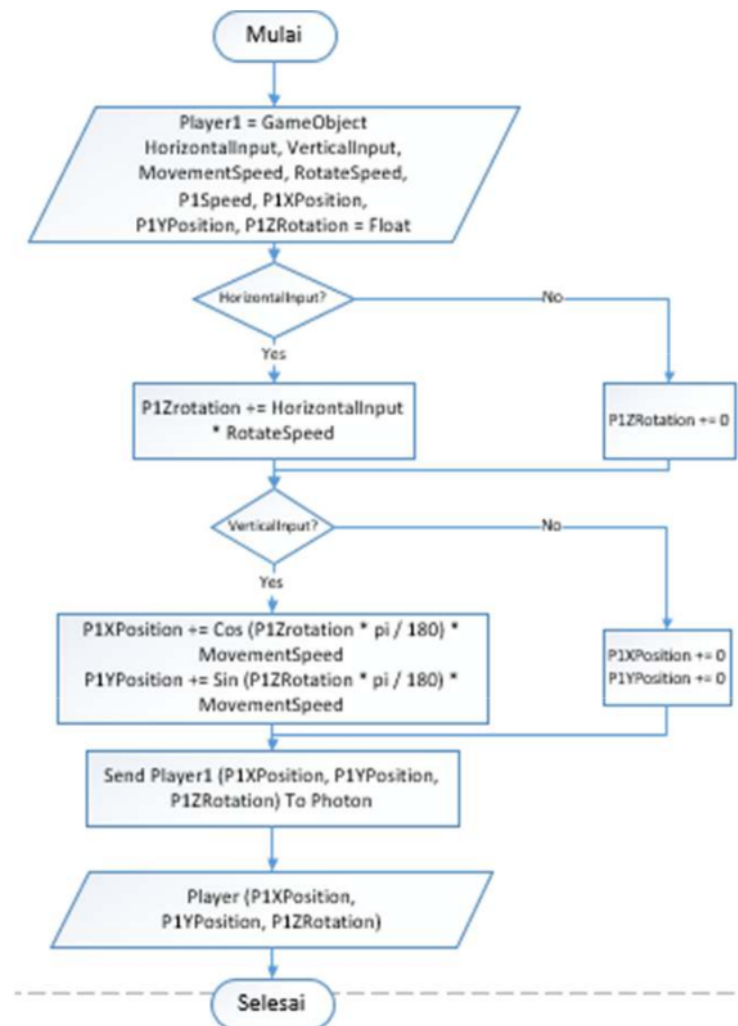 Mulai
Player1 = GameObject
HorizontalInput, VerticalInput,
MovementSpeed, RotateSpeed,
P1Speed, P1XPosition,
P1YPosition, P1ZRotation = Float
HorizontalInput?
No
Yes
P1Zrotation += HorizontalInput
* RotateSpeed
P1ZRotation += 0
VerticalInput?
No
Yes
P1XPosition += Cos (P1Zrotation * pi / 180) *
MovementSpeed
P1YPosition += Sin (P1ZRotation * pi / 180) *
MovementSpeed
P1XPosition += 0
P1YPosition += 0
Send Player1 (P1XPosition, P1YPosition,
P1ZRotation) To Photon
Player (P1XPosition,
P1YPosition, P1ZRotation)
Selesai